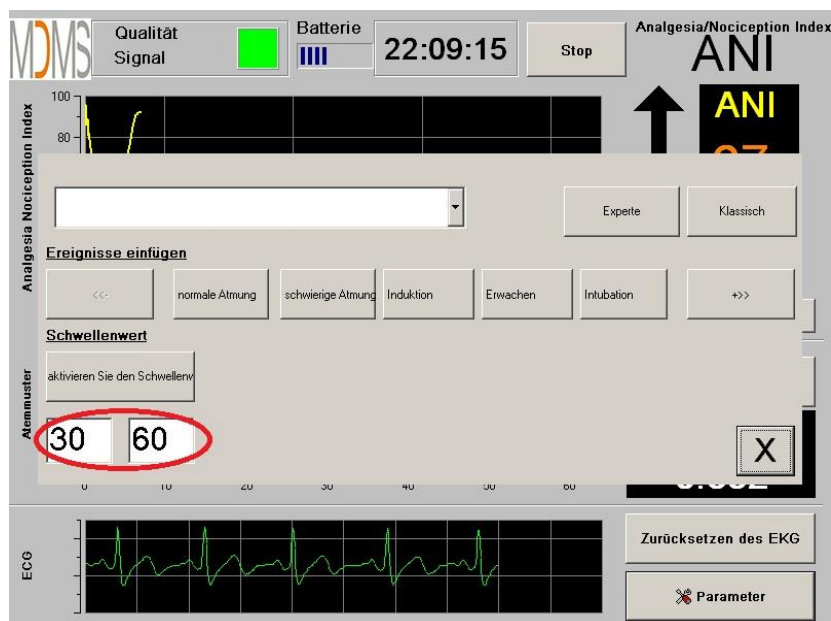 MDMS
Qualität
Signal
Batterie
22:09:15
Stop
Analgesia/Nociception Index
ANI
Analgesia Nociception Index
100
80
ANI
Experte
Klassisch
Ereignisse einfügen
<<-
normale Atmung
schwierige Atmung
Induktion
Erwachen
Intubation
+>>
Schwellenwert
aktivieren Sie den Schwellenw
Atemmuster
30
60
X
0
10
20
30
40
50
60
ECG
Zurücksetzen des EKG
Parameter